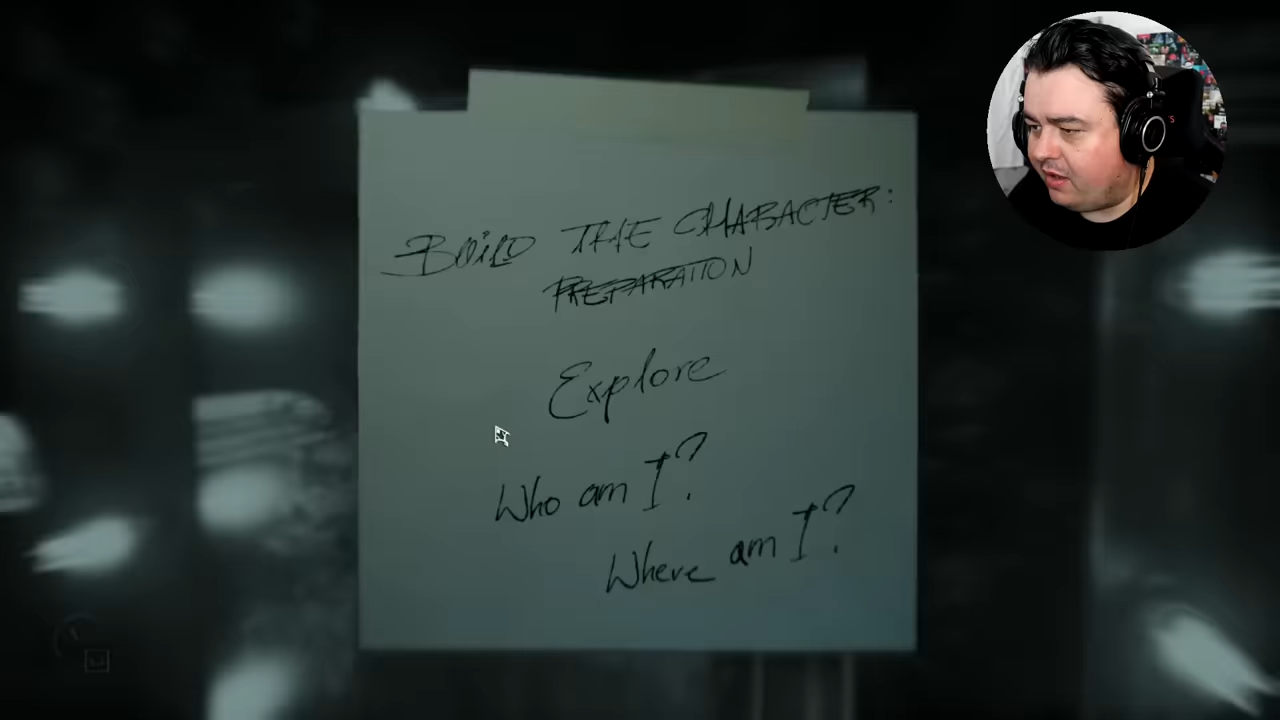 BUILD THE CHARACTER:
PREPARATION
Explore
Who am I?
Where am I?